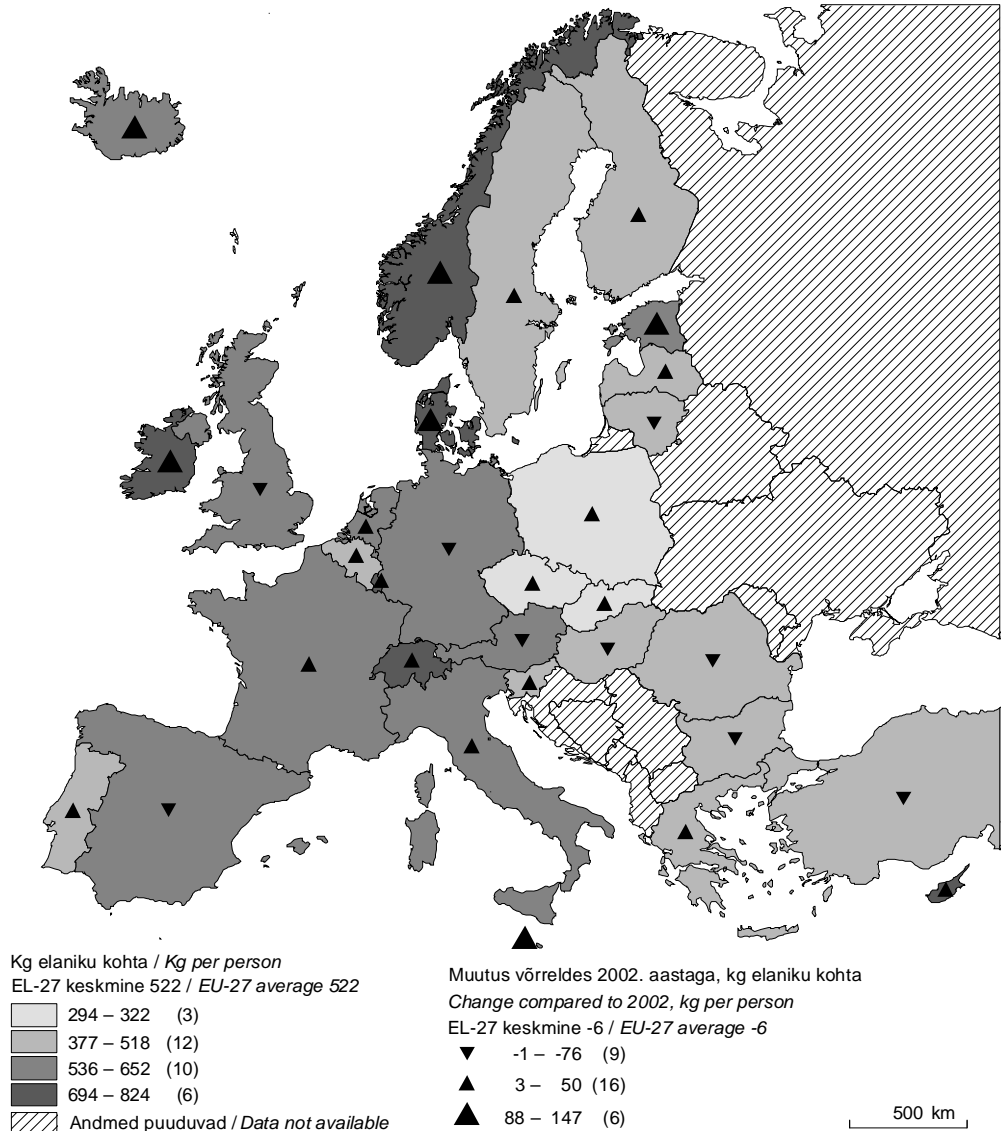 Kg elaniku kohta / Kg per person
EL-27 keskmine 522 / EU-27 average 522
294 – 322 (3)
377 – 518 (12)
536 – 652 (10)
694 – 824 (6)
Andmed puuduvad / Data not available
Muutus võrreldes 2002. aastaga, kg elaniku kohta
Change compared to 2002, kg per person
EL-27 keskmine -6 / EU-27 average -6
-1 – -76 (9)
3 – 50 (16)
88 – 147 (6)
500 km